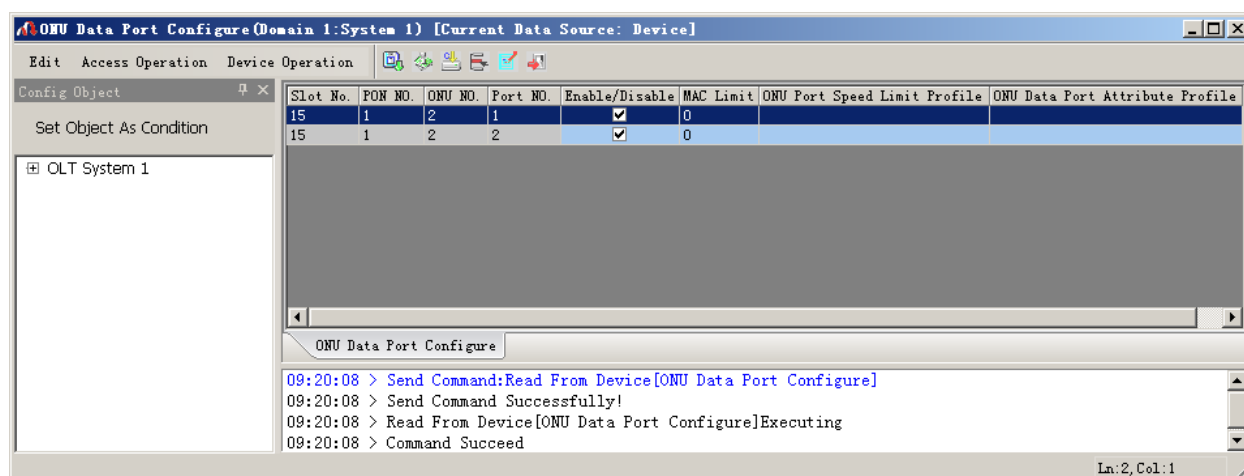 ONU Data Port Configure(Domain 1:System 1) [Current Data Source: Device]
Edit Access Operation Device Operation
Config Object
Set Object As Condition
OLT System 1
Slot No. PON NO. ONU NO. Port NO. Enable/Disable MAC Limit ONU Port Speed Limit Profile ONU Data Port Attribute Profile
15 1 2 1 0
15 1 2 2 0
ONU Data Port Configure
09:20:08 > Send Command:Read From Device[ONU Data Port Configure]
09:20:08 > Send Command Successfully!
09:20:08 > Read From Device[ONU Data Port Configure]Executing
09:20:08 > Command Succeed
Ln:2,Col:1